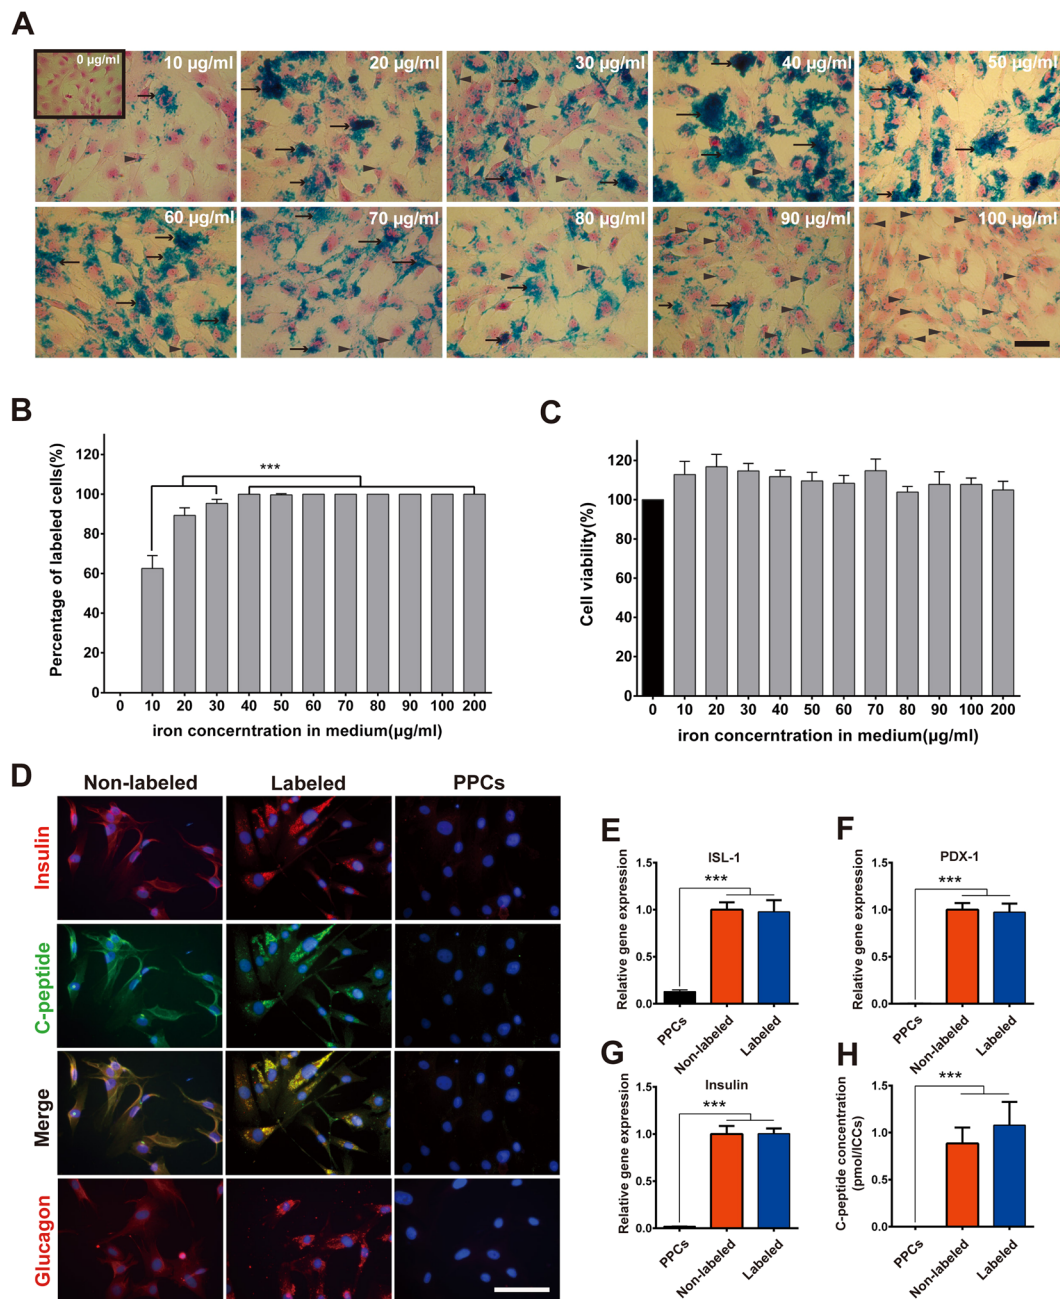 A
0 µg/ml
10 µg/ml
20 µg/ml
30 µg/ml
40 µg/ml
50 µg/ml
60 µg/ml
70 µg/ml
80 µg/ml
90 µg/ml
100 µg/ml
B
Percentage of labeled cells(%)
120
100
80
60
40
20
0
***
0 10 20 30 40 50 60 70 80 90 100 200
iron concerntration in medium(µg/ml)
C
Cell viability(%)
120
100
120
60
40
20
0
0 10 20 30 40 50 60 70 80 90 100 200
iron concerntration in medium(µg/ml)
D
Non-labeled Labeled PPCs
Insulin
C-peptide
Merge
Glucagon
E
ISL-1
***
Relative gene expression
1.5
1.0
0.5
0.0
PPCs
Non-labeled
Labeled
F
PDX-1
***
Relative gene expression
1.5
1.0
0.5
0.0
PPCs
Non-labeled
Labeled
G
Insulin
***
Relative gene expression
1.5
1.0
0.5
0.0
PPCs
Non-labeled
Labeled
H
***
C-peptide concentration
(pmol/ICCs)
1.5
1.0
0.5
0.0
PPCs
Non-labeled
Labeled